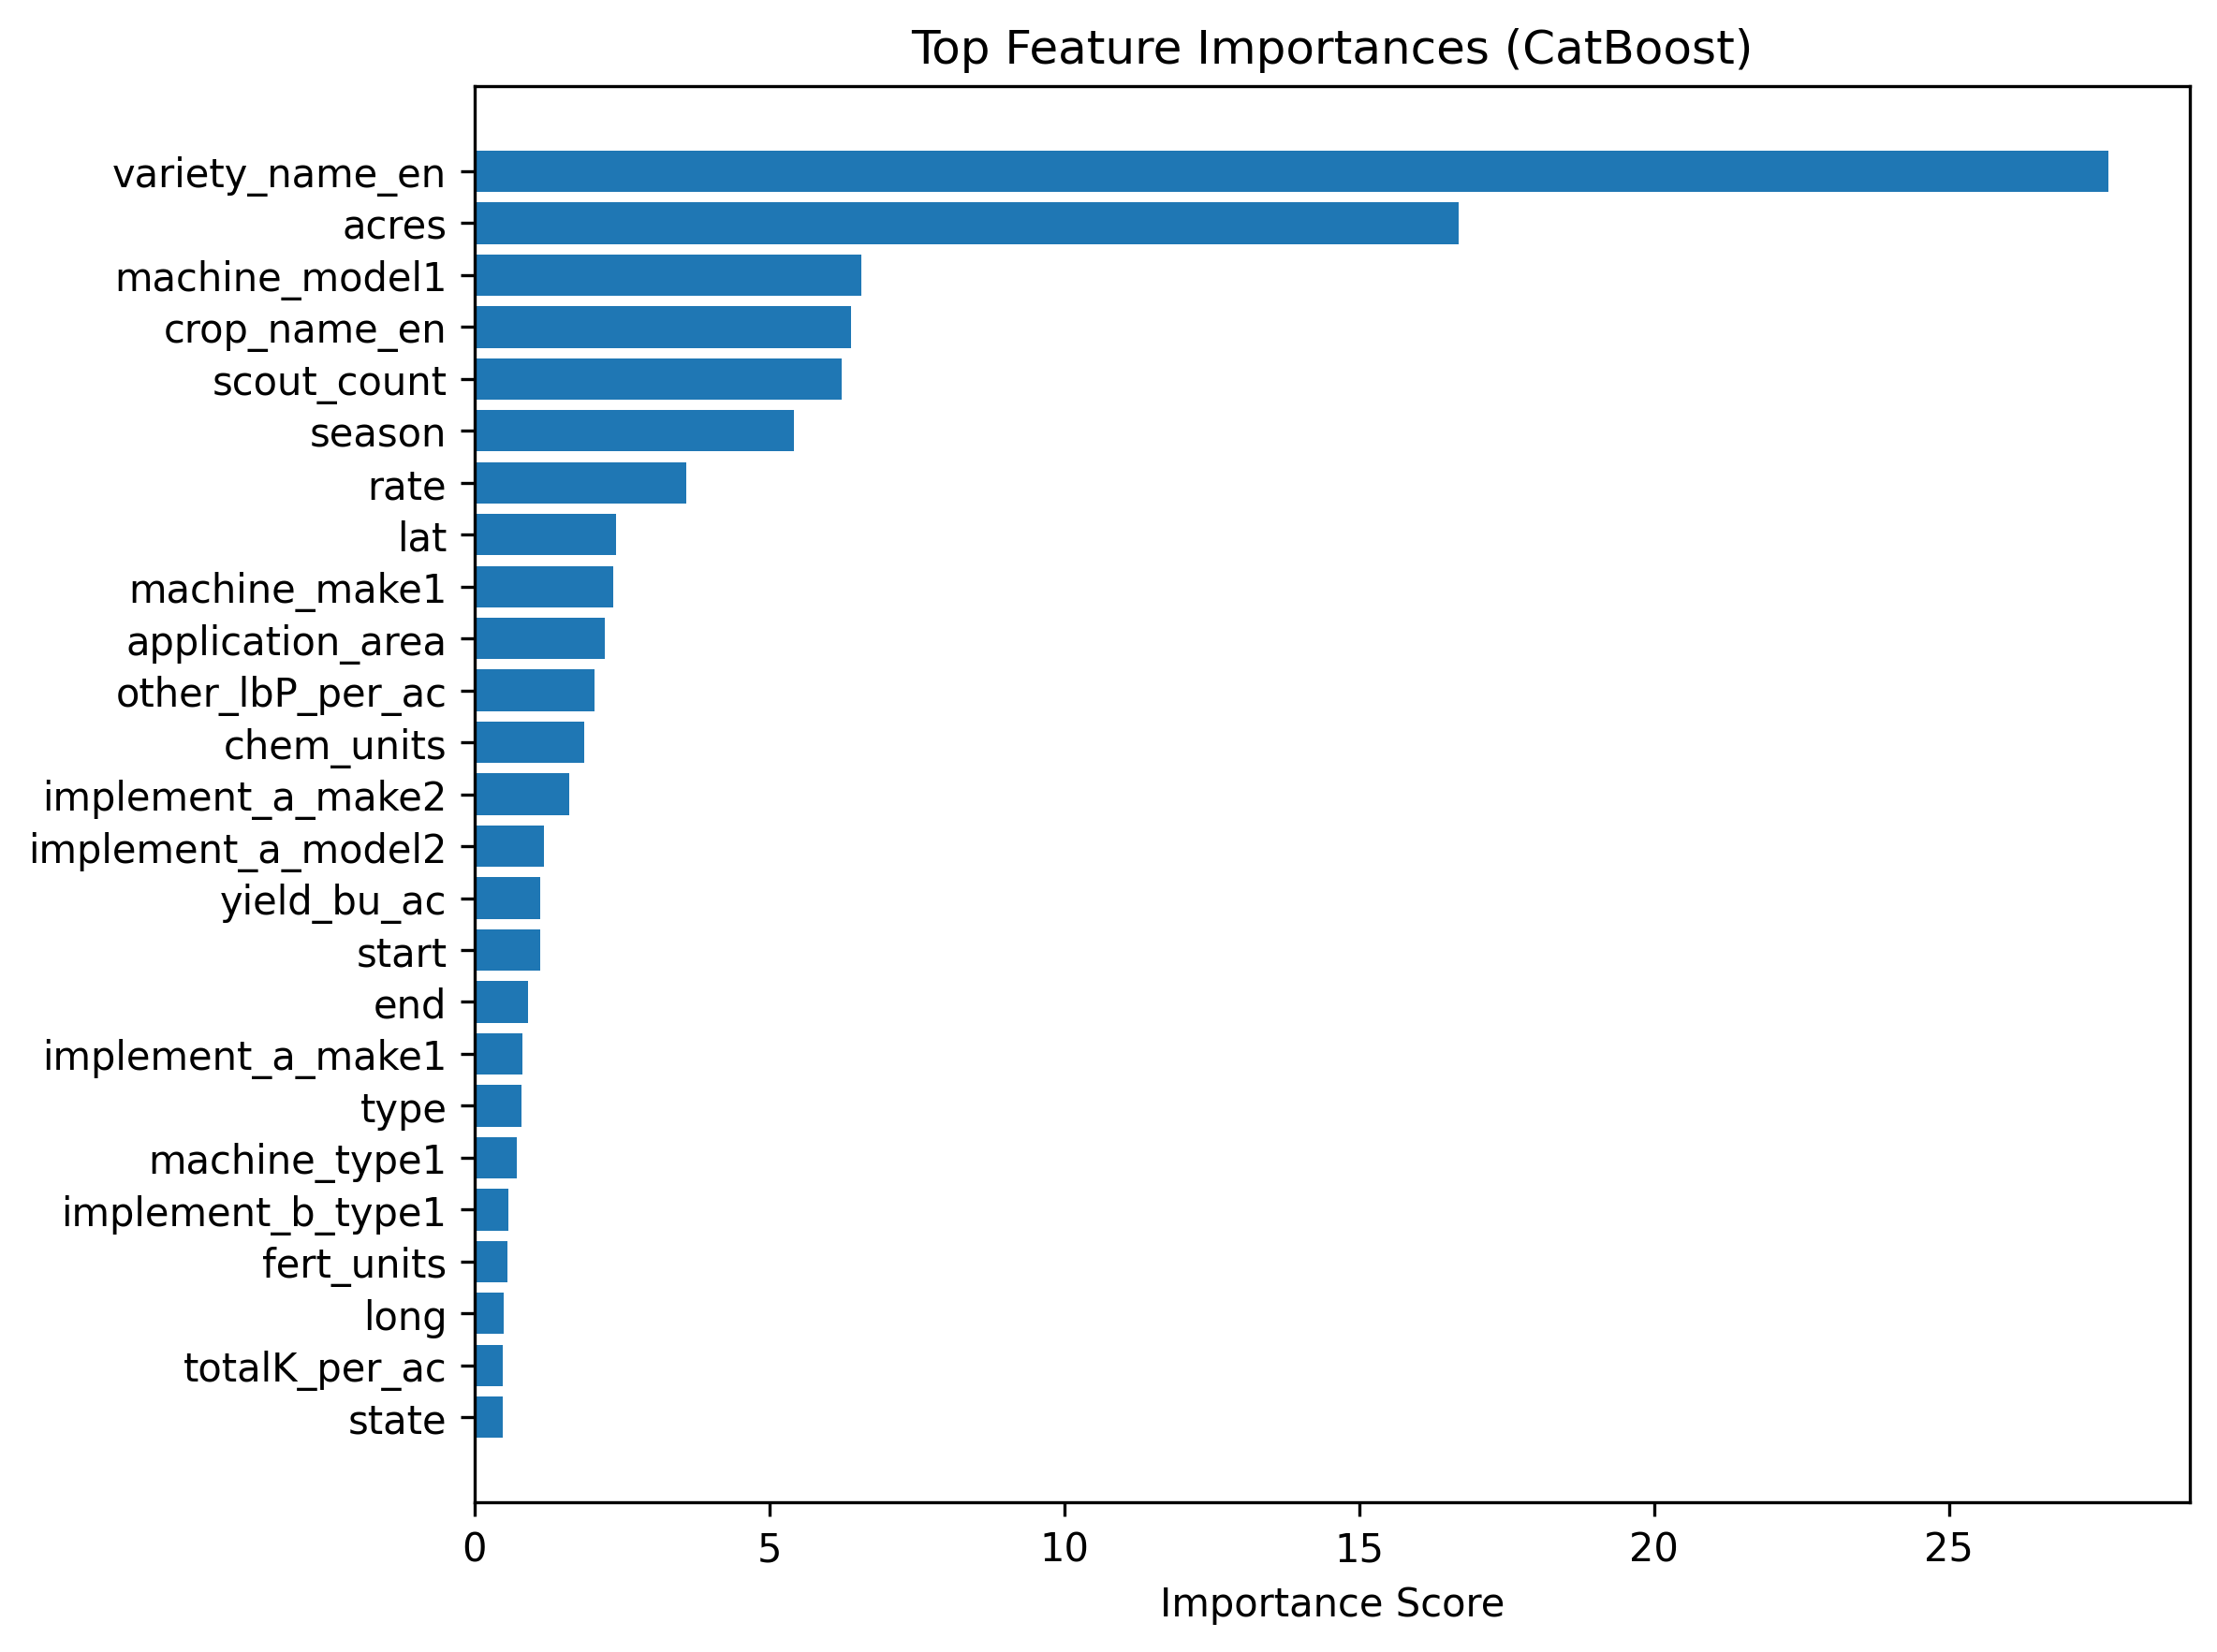 Top Feature Importances (CatBoost)
variety_name_en
acres
machine_model1
crop_name_en
scout_count
season
rate
lat
machine_make1
application_area
other_lbP_per_ac
chem_units
implement_a_make2
implement_a_model2
yield_bu_ac
start
end
implement_a_make1
type
machine_type1
implement_b_type1
fert_units
long
totalK_per_ac
state
0 5 10 15 20 25
Importance Score